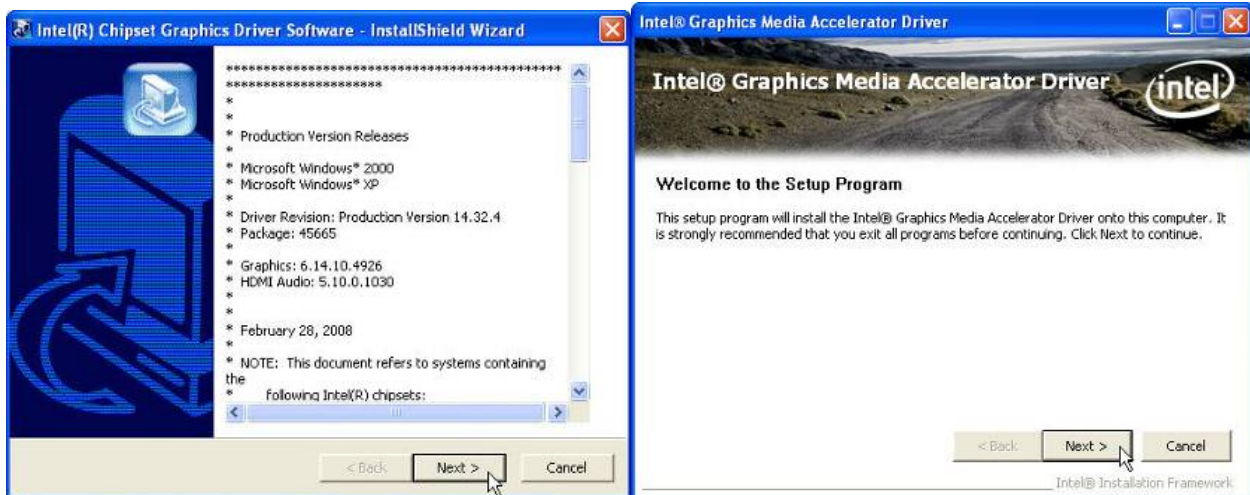 Intel(R) Chipset Graphics Driver Software - InstallShield Wizard
**********************************************
*********************
*
*
* Production Version Releases
*
* Microsoft Windows* 2000
* Microsoft Windows* XP
*
* Driver Revision: Production Version 14.32.4
* Package: 45665
*
* Graphics: 6.14.10.4926
* HDMI Audio: 5.10.0.1030
*
*
* February 28, 2008
*
* NOTE: This document refers to systems containing
the
* following Intel(R) chipsets:
< Back
Next >
Cancel
Intel® Graphics Media Accelerator Driver
Intel® Graphics Media Accelerator Driver
intel
Welcome to the Setup Program
This setup program will install the Intel® Graphics Media Accelerator Driver onto this computer. It
is strongly recommended that you exit all programs before continuing. Click Next to continue.
< Back
Next >
Cancel
Intel® Installation Framework